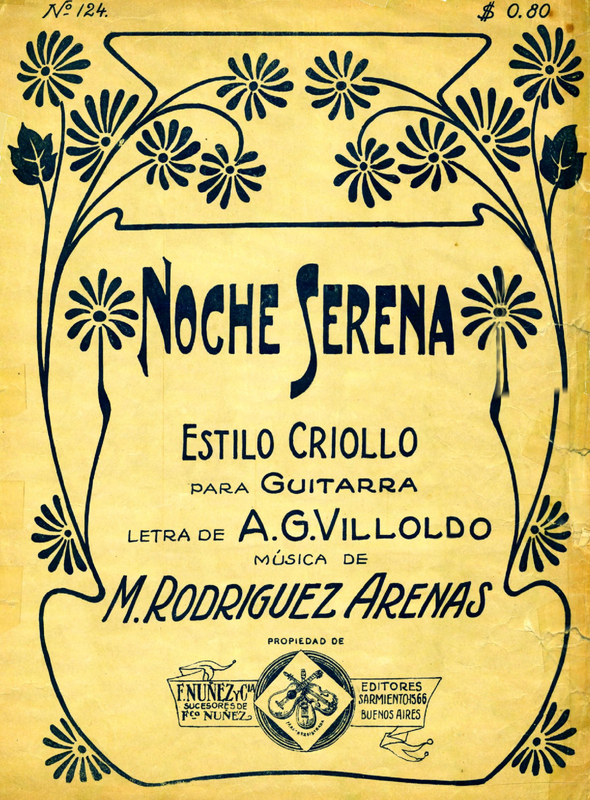 Nº 124.
$ 0.80
NOCHE SERENA
ESTILO CRIOLLO
PARA GUITARRA
LETRA DE A.G.VILLOLDO
MÚSICA DE
M. RODRIGUEZ ARENAS
PROPIEDAD DE
F. NUÑEZ Y Cía
SUCESORES DE
Fco NUÑEZ
EDITORES
SARMIENTO 1566
BUENOS AIRES